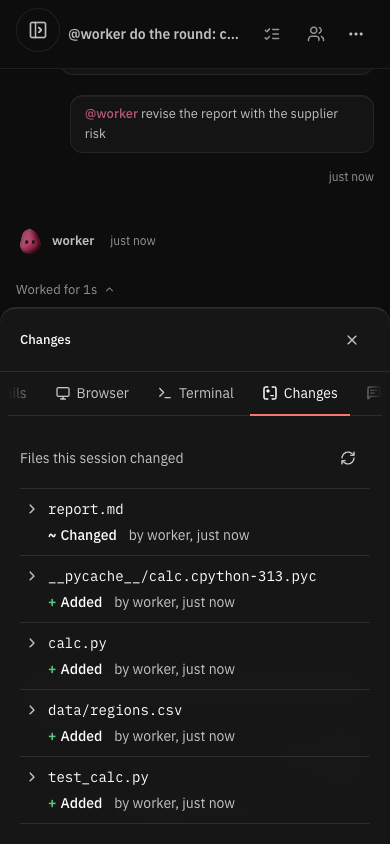 @worker do the round: c...
@worker revise the report with the supplier
risk
just now
worker just now
Worked for 1s
Changes
ils Browser Terminal Changes
Files this session changed
report.md
~ Changed by worker, just now
__pycache__/calc.cpython-313.pyc
+ Added by worker, just now
calc.py
+ Added by worker, just now
data/regions.csv
+ Added by worker, just now
test_calc.py
+ Added by worker, just now